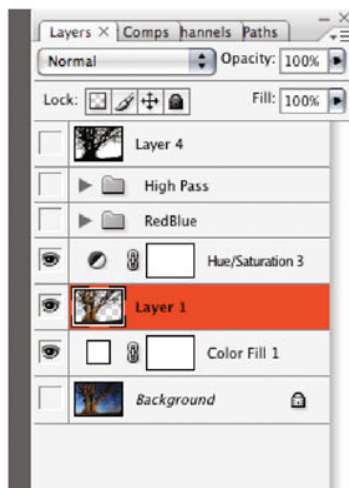 Layers × Comps hannels Paths
Normal Opacity: 100%
Lock: Fill: 100%
Layer 4
High Pass
RedBlue
Hue/Saturation 3
Layer 1
Color Fill 1
Background